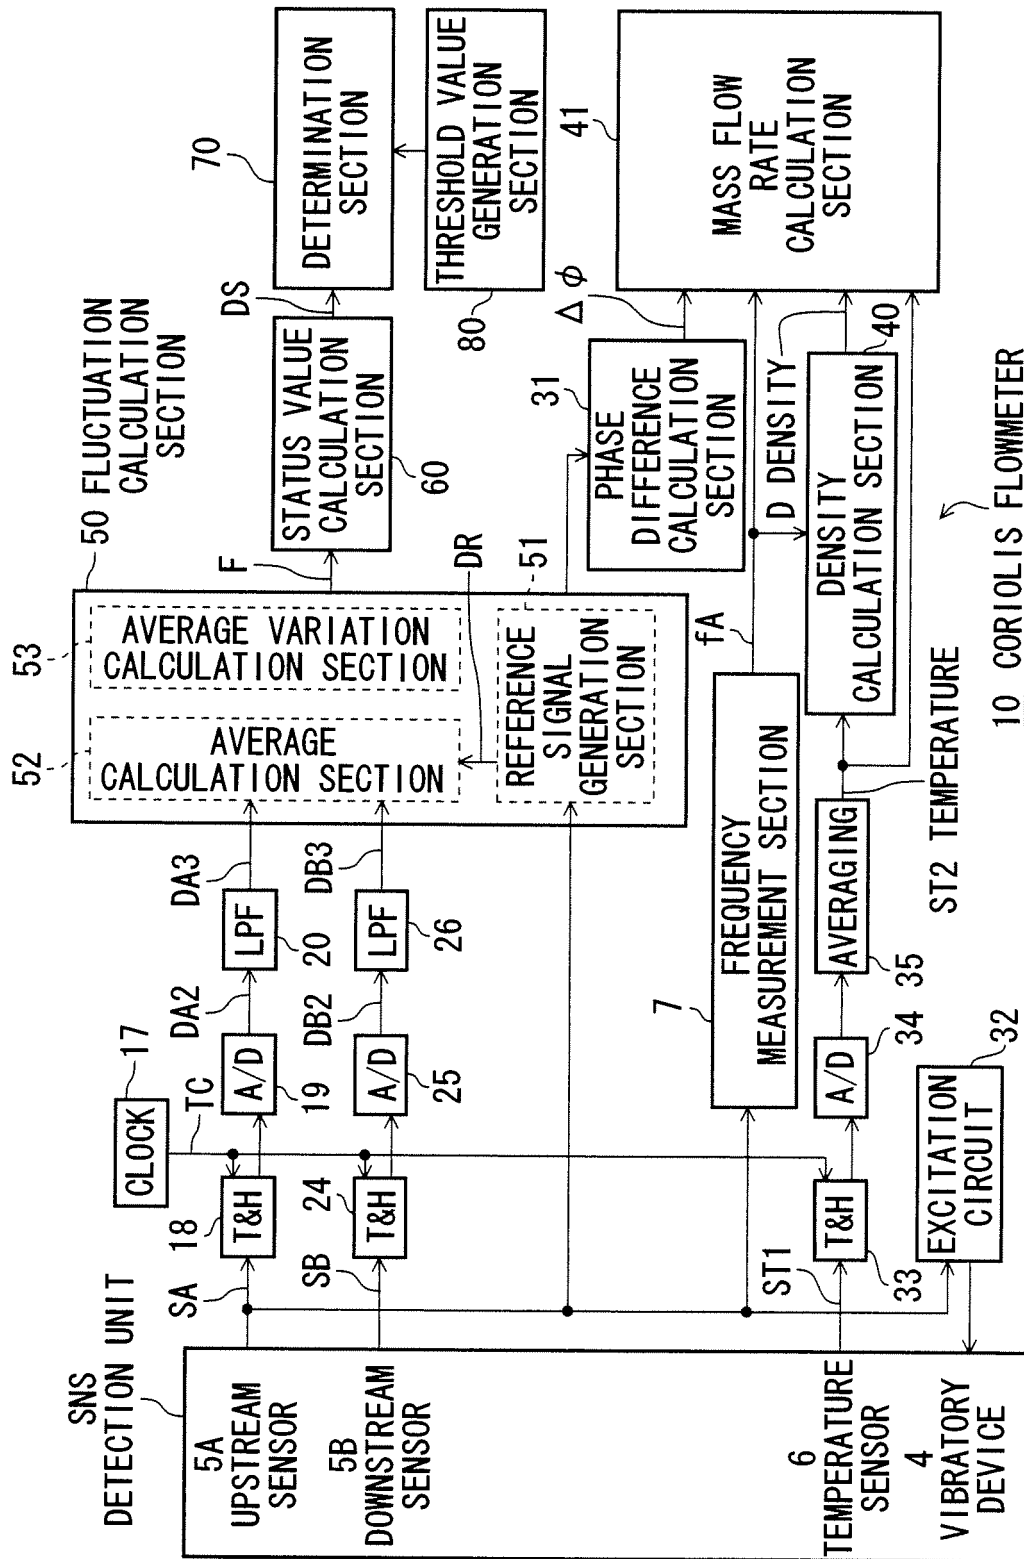 SNS
DETECTION UNIT
5A
UPSTREAM
SENSOR
5B
DOWNSTREAM
SENSOR
6
TEMPERATURE
SENSOR
4
VIBRATORY
DEVICE
SA
SB
ST1
18
T&H
24
T&H
T&H
33
EXCITATION
CIRCUIT
32
CLOCK
17
TC
A/D
19
A/D
25
A/D
34
DA2
DB2
LPF
20
LPF
26
AVERAGING
35
DA3
DB3
7
FREQUENCY
MEASUREMENT SECTION
ST2 TEMPERATURE
50 FLUCTUATION
CALCULATION
SECTION
52
AVERAGE
CALCULATION SECTION
53
AVERAGE VARIATION
CALCULATION SECTION
REFERENCE
SIGNAL
GENERATION
SECTION
51
DR
F
fA
STATUS VALUE
CALCULATION
SECTION
60
DS
31
PHASE
DIFFERENCE
CALCULATION
SECTION
Δφ
D DENSITY
DENSITY
CALCULATION SECTION
40
70
DETERMINATION
SECTION
THRESHOLD VALUE
GENERATION
SECTION
80
41
MASS FLOW
RATE
CALCULATION
SECTION
10 CORIOLIS FLOWMETER